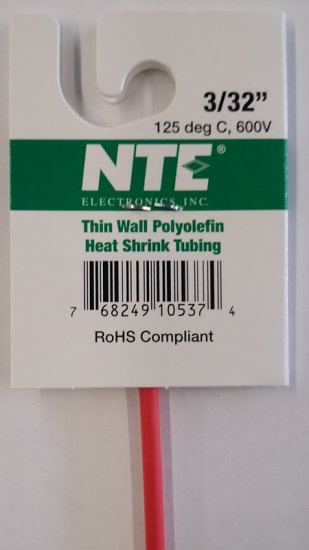 3/32”
125 deg C, 600V
NTE®
ELECTRONICS, INC.
Thin Wall Polyolefin
Heat Shrink Tubing
7 68249 10537 4
RoHS Compliant